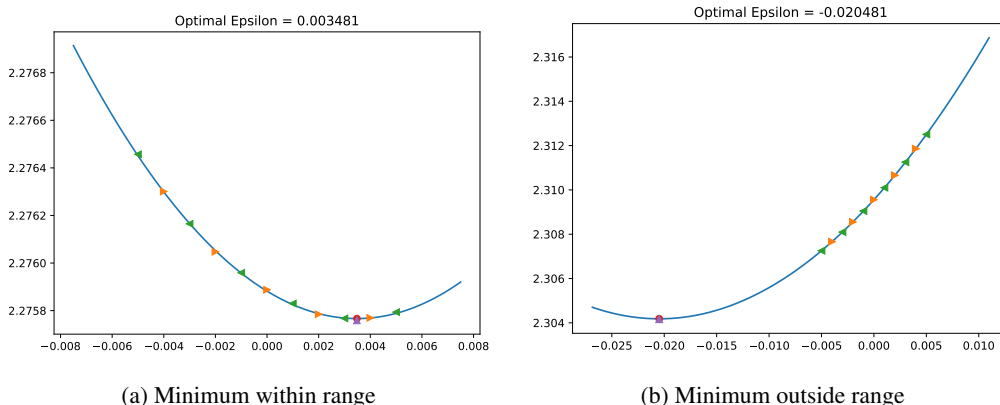 Optimal Epsilon = 0.003481
2.2768
2.2766
2.2764
2.2762
2.2760
2.2758
−0.008 −0.006 −0.004 −0.002 0.000 0.002 0.004 0.006 0.008
(a) Minimum within range
Optimal Epsilon = -0.020481
2.316
2.314
2.312
2.310
2.308
2.306
2.304
−0.025 −0.020 −0.015 −0.010 −0.005 0.000 0.005 0.010
(b) Minimum outside range